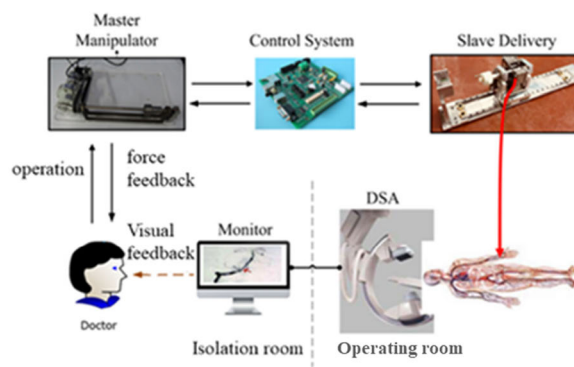 Master
Manipulator
Control System
Slave Delivery
operation
force
feedback
Visual
feedback
Monitor
DSA
Doctor
Isolation room
Operating room